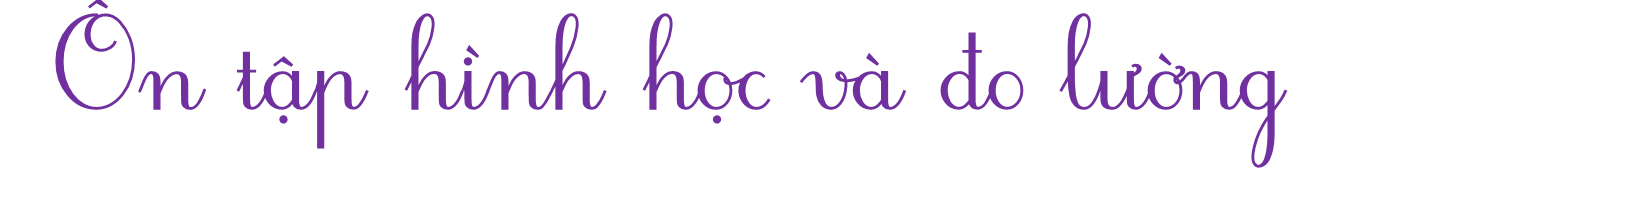 Ôn tập hình học và đo lường